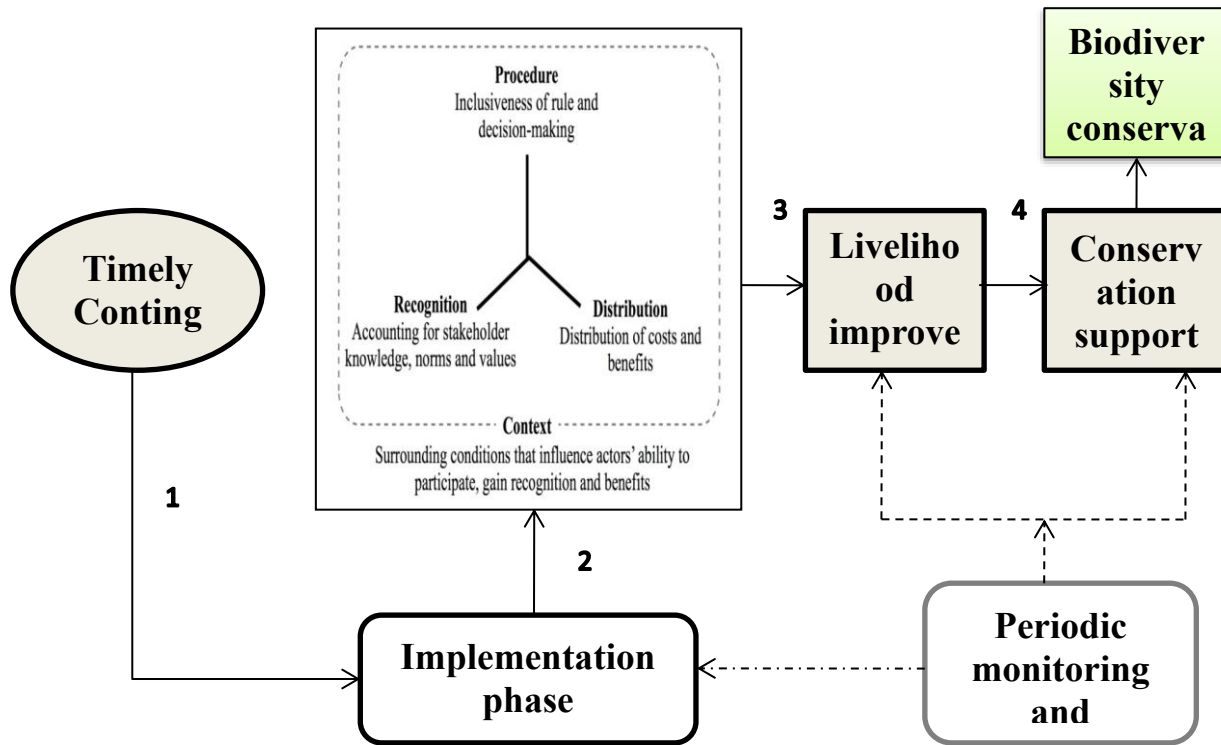 Timely
Conting
1
Procedure
Inclusiveness of rule and
decision-making
Recognition
Accounting for stakeholder
knowledge, norms and values
Distribution
Distribution of costs and
benefits
Context
Surrounding conditions that influence actors' ability to
participate, gain recognition and benefits
2
Implementation
phase
3
Liveliho
od
improve
4
Conserv
ation
support
Biodiver
sity
conserva
Periodic
monitoring
and